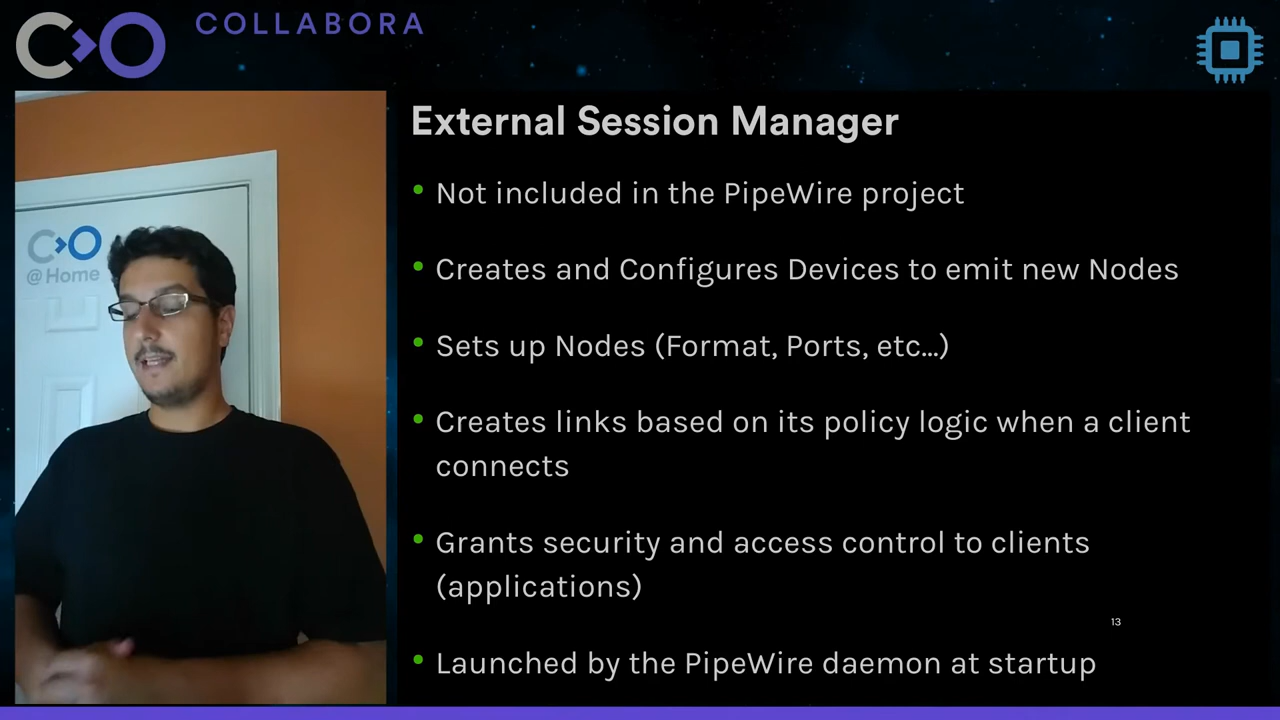 COLLABORA
@Home
External Session Manager
Not included in the PipeWire project
Creates and Configures Devices to emit new Nodes
Sets up Nodes (Format, Ports, etc...)
Creates links based on its policy logic when a client
connects
Grants security and access control to clients
(applications)
13
Launched by the PipeWire daemon at startup